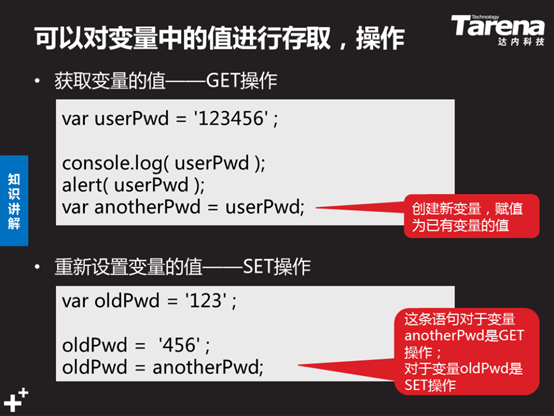 Technology
Tarena
达内科技
可以对变量中的值进行存取，操作
• 获取变量的值——GET操作
var userPwd = '123456' ;
console.log( userPwd );
alert( userPwd );
var anotherPwd = userPwd;
创建新变量，赋值
为已有变量的值
知识讲解
• 重新设置变量的值——SET操作
var oldPwd = '123' ;
oldPwd =  '456' ;
oldPwd = anotherPwd;
这条语句对于变量
anotherPwd是GET
操作；
对于变量oldPwd是
SET操作